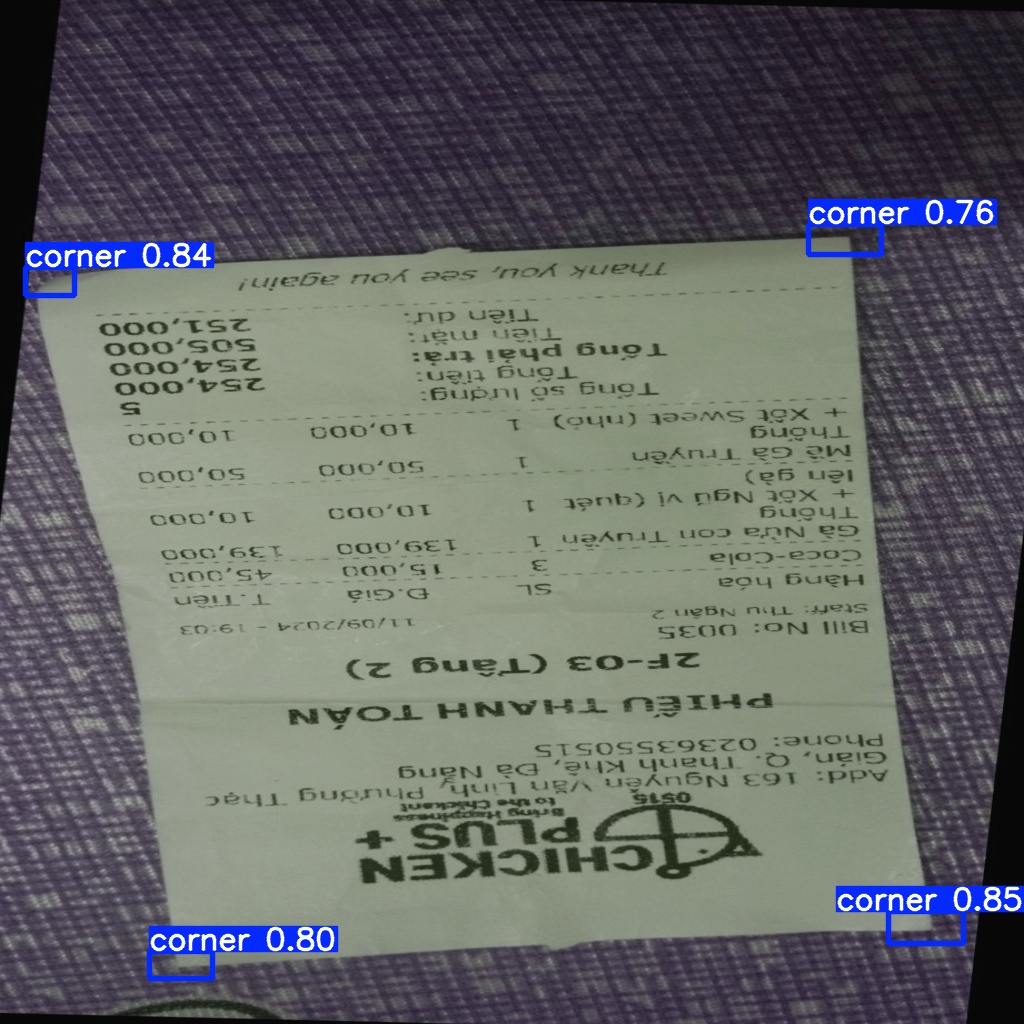 CHICKEN
PLUS +
Bring Happiness
to the Chicken!
0515
Add: 163 Nguyễn Văn Linh, Phường Thạc
Gián, Q. Thanh Khê, Đà Nẵng
Phone: 02363550515
PHIẾU THANH TOÁN
2F-03 (Tầng 2)
Bill No: 0035 11/09/2024 - 19:03
Staff: Thu Ngân 2
Hàng hóa SL Đ.Giá T.Tiền
Coca-Cola 3 15,000 45,000
Gà Nửa con Truyền 1 139,000 139,000
Thống
+ Xốt Ngũ vị (quét 1 10,000 10,000
lên gà)
Mề Gà Truyền 1 50,000 50,000
Thống
+ Xốt Sweet (nhỏ) 1 10,000 10,000
Tổng số lượng: 5
Tổng tiền: 254,000
Tổng phải trả: 254,000
Tiền mặt: 505,000
Tiền dư: 251,000
Thank you, see you again!
corner 0.76
corner 0.84
corner 0.85
corner 0.80